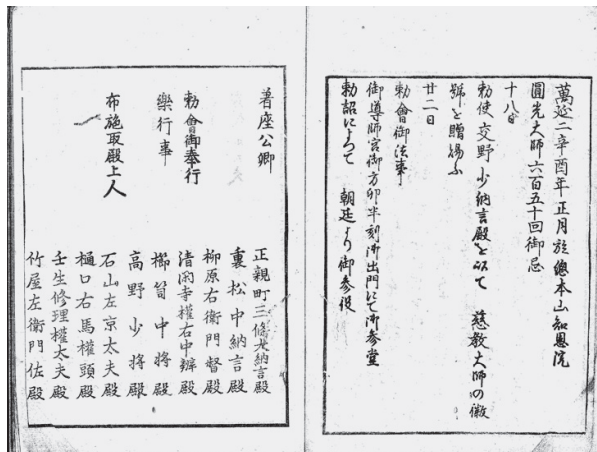 萬延二辛酉年正月於總本山知恩院
圓光大師六百五十回御忌
十八日
勅使交野少納言殿を以て 慈教大師の徽
號を贈賜ふ
廿二日
勅會御法事
御導師宮御方卯半刻御出門にて御参堂
勅詔によつて 朝廷より御参役
著座公卿 正親町三條大納言殿
裏松中納言殿
柳原右衛門督殿
勅會御奉行 清閑寺權右中辨殿
樂行事 櫛笥中将殿
高野少将殿
布施取殿上人 石山左京太夫殿
樋口右馬權頭殿
壬生修理權太夫殿
竹屋左衛門佐殿